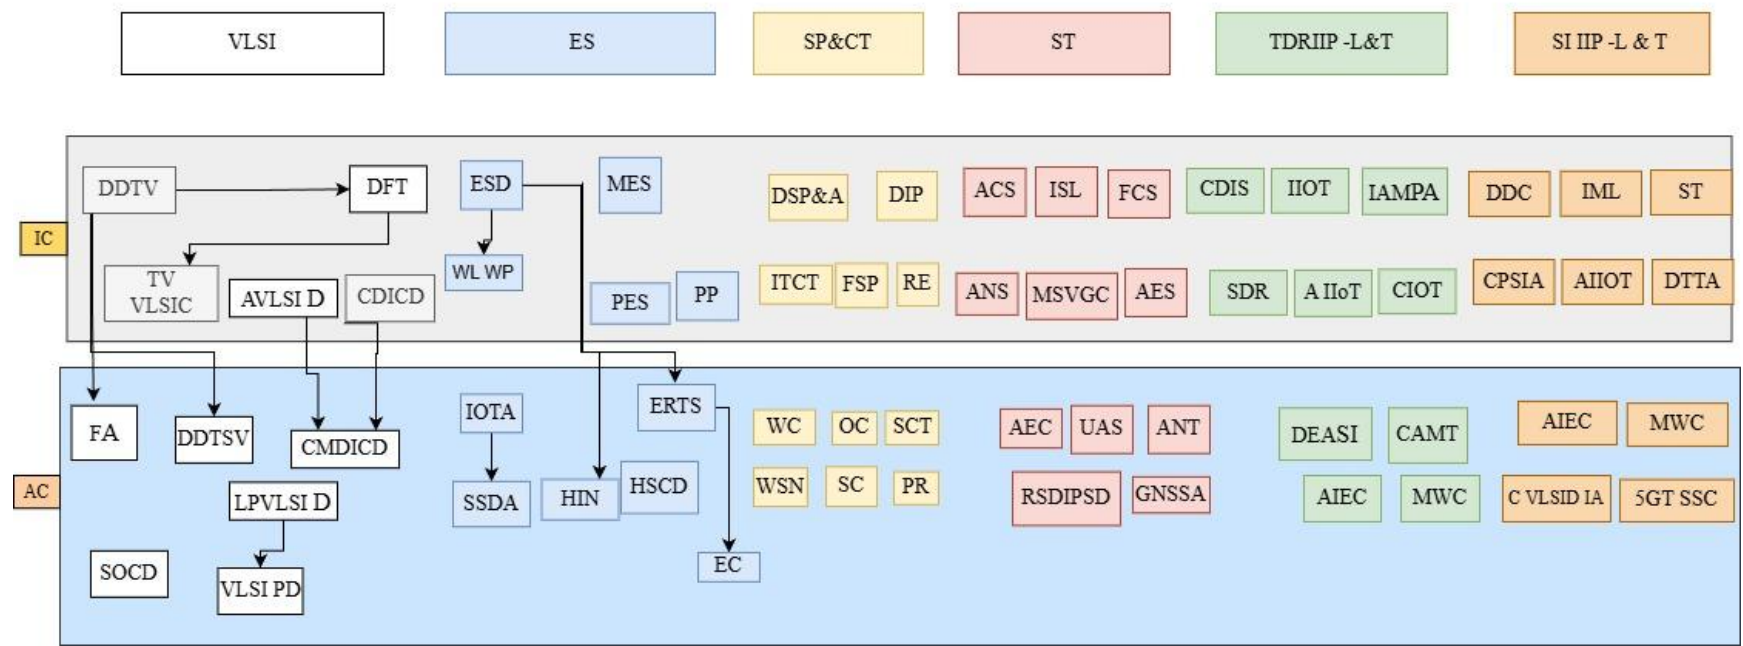 VLSI
ES
SP&CT
ST
TDRIIP -L&T
SI IIP -L & T
IC
DDTV
DFT
ESD
MES
DSP&A
DIP
ACS
ISL
FCS
CDIS
IIOT
IAMPA
DDC
IML
ST
TV
VLSIC
AVLSI D
CDICD
WL WP
PES
PP
ITCT
FSP
RE
ANS
MSVGC
AES
SDR
A IIoT
CIOT
CPSIA
AIIOT
DTTA
AC
FA
DDTSV
CMDICD
IOTA
ERTS
WC
OC
SCT
AEC
UAS
ANT
DEASI
CAMT
AIEC
MWC
LPVLSI D
SSDA
HIN
HSCD
WSN
SC
PR
RSDIPSD
GNSSA
AIEC
MWC
C VLSID IA
5GT SSC
SOCD
VLSI PD
EC